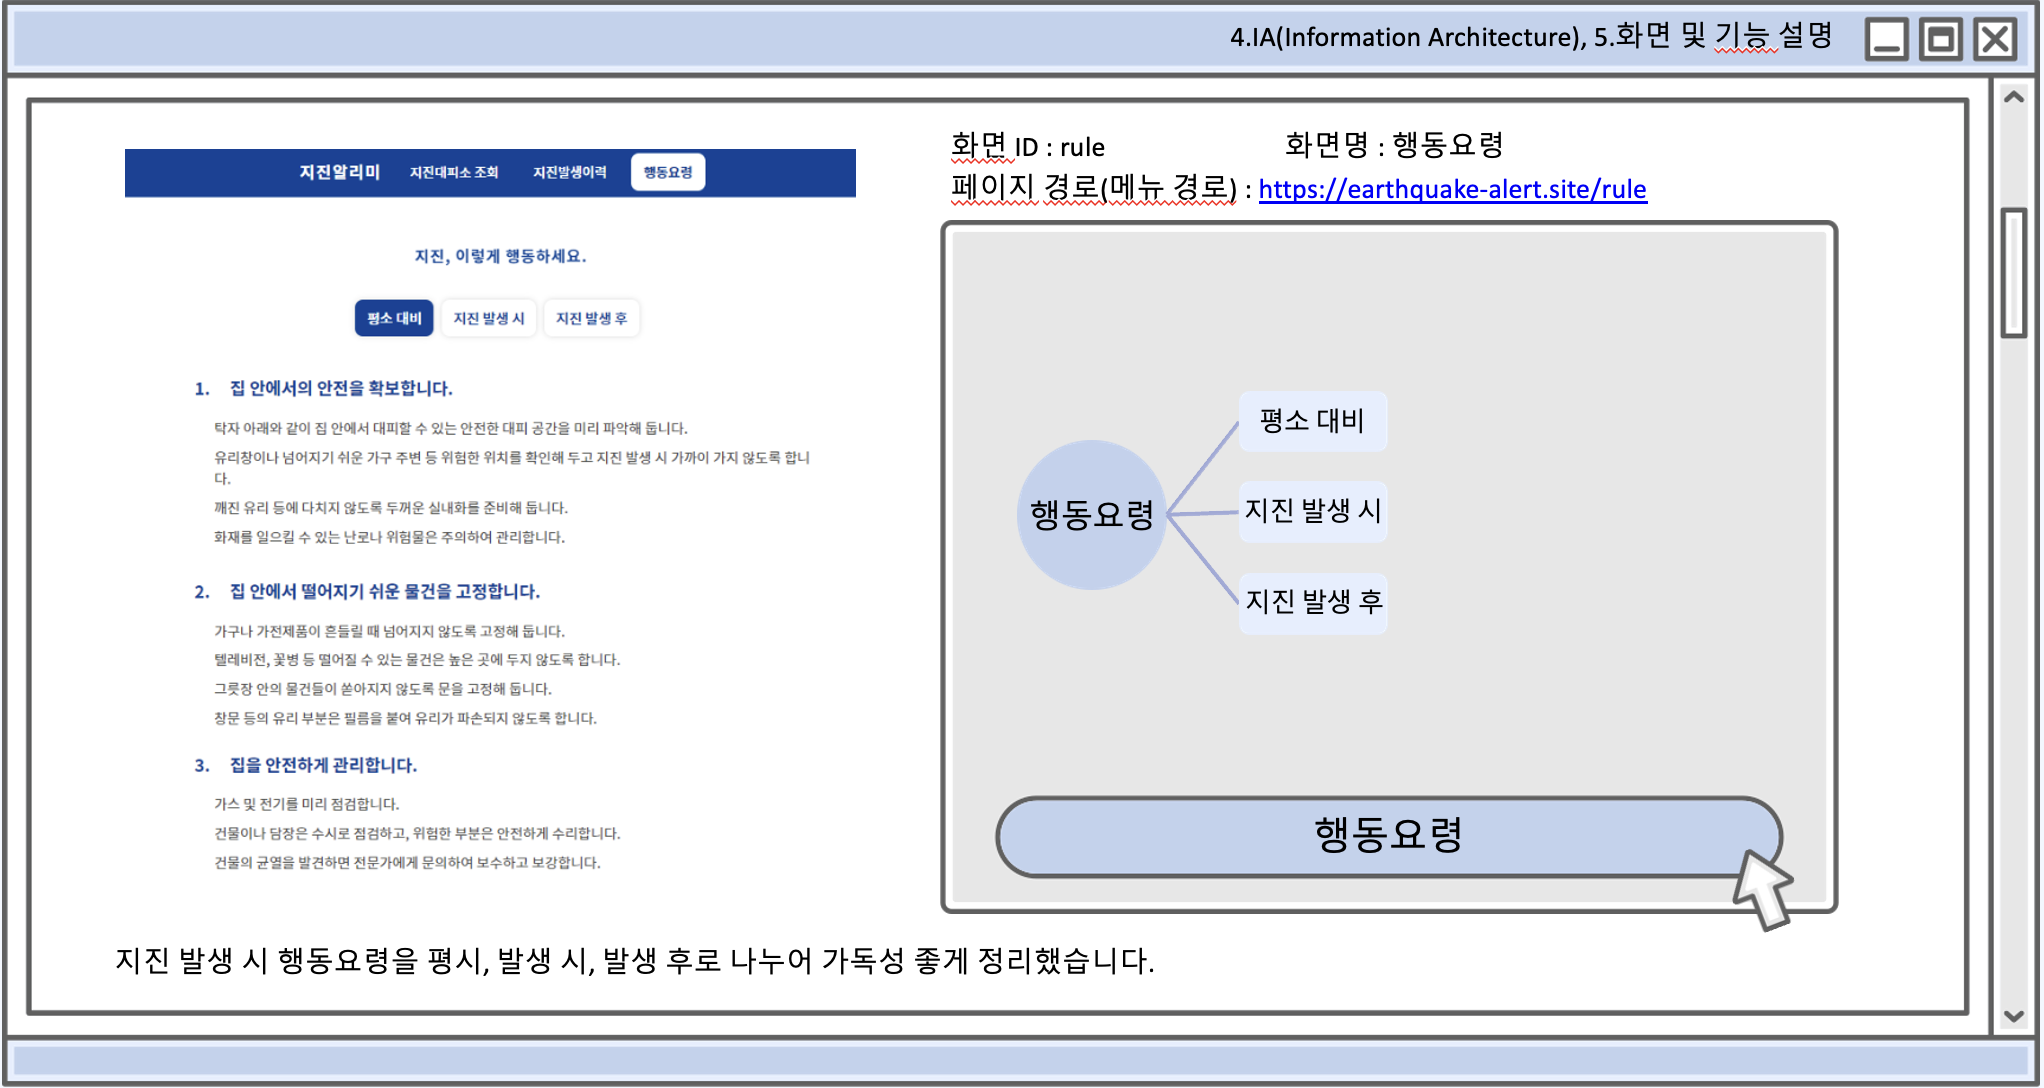 4.IA(Information Architecture), 5.화면 및 기능 설명
지진알리미 지진대피소 조회 지진발생이력 행동요령
지진, 이렇게 행동하세요.
평소 대비 지진 발생 시 지진 발생 후
1. 집 안에서의 안전을 확보합니다.
탁자 아래와 같이 집 안에서 대피할 수 있는 안전한 대피 공간을 미리 파악해 둡니다.
유리창이나 넘어지기 쉬운 가구 주변 등 위험한 위치를 확인해 두고 지진 발생 시 가까이 가지 않도록 합니
다.
깨진 유리 등에 다치지 않도록 두꺼운 실내화를 준비해 둡니다.
화재를 일으킬 수 있는 난로나 위험물은 주의하여 관리합니다.
2. 집 안에서 떨어지기 쉬운 물건을 고정합니다.
가구나 가전제품이 흔들릴 때 넘어지지 않도록 고정해 둡니다.
텔레비전, 꽃병 등 떨어질 수 있는 물건은 높은 곳에 두지 않도록 합니다.
그릇장 안의 물건들이 쏟아지지 않도록 문을 고정해 둡니다.
창문 등의 유리 부분은 필름을 붙여 유리가 파손되지 않도록 합니다.
3. 집을 안전하게 관리합니다.
가스 및 전기를 미리 점검합니다.
건물이나 담장은 수시로 점검하고, 위험한 부분은 안전하게 수리합니다.
건물의 균열을 발견하면 전문가에게 문의하여 보수하고 보강합니다.
화면 ID : rule 화면명 : 행동요령
페이지 경로(메뉴 경로) : https://earthquake-alert.site/rule
행동요령
평소 대비
지진 발생 시
지진 발생 후
행동요령
지진 발생 시 행동요령을 평시, 발생 시, 발생 후로 나누어 가독성 좋게 정리했습니다.